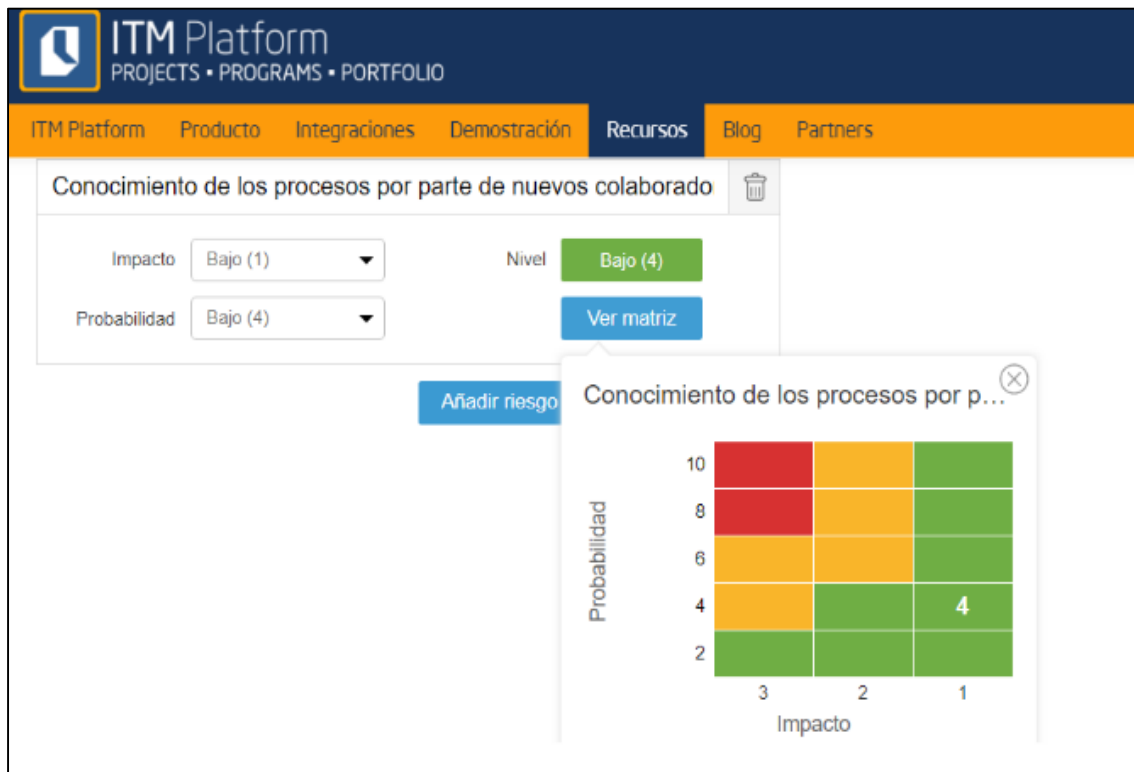 ITM Platform
PROJECTS ▪ PROGRAMS ▪ PORTFOLIO
ITM Platform Producto Integraciones Demostración Recursos Blog Partners
Conocimiento de los procesos por parte de nuevos colaborado
Impacto Bajo (1) Nivel Bajo (4)
Probabilidad Bajo (4) Ver matriz
Añadir riesgo
Conocimiento de los procesos por p...
Probabilidad
10
8
6
4 4
2
3 2 1
Impacto